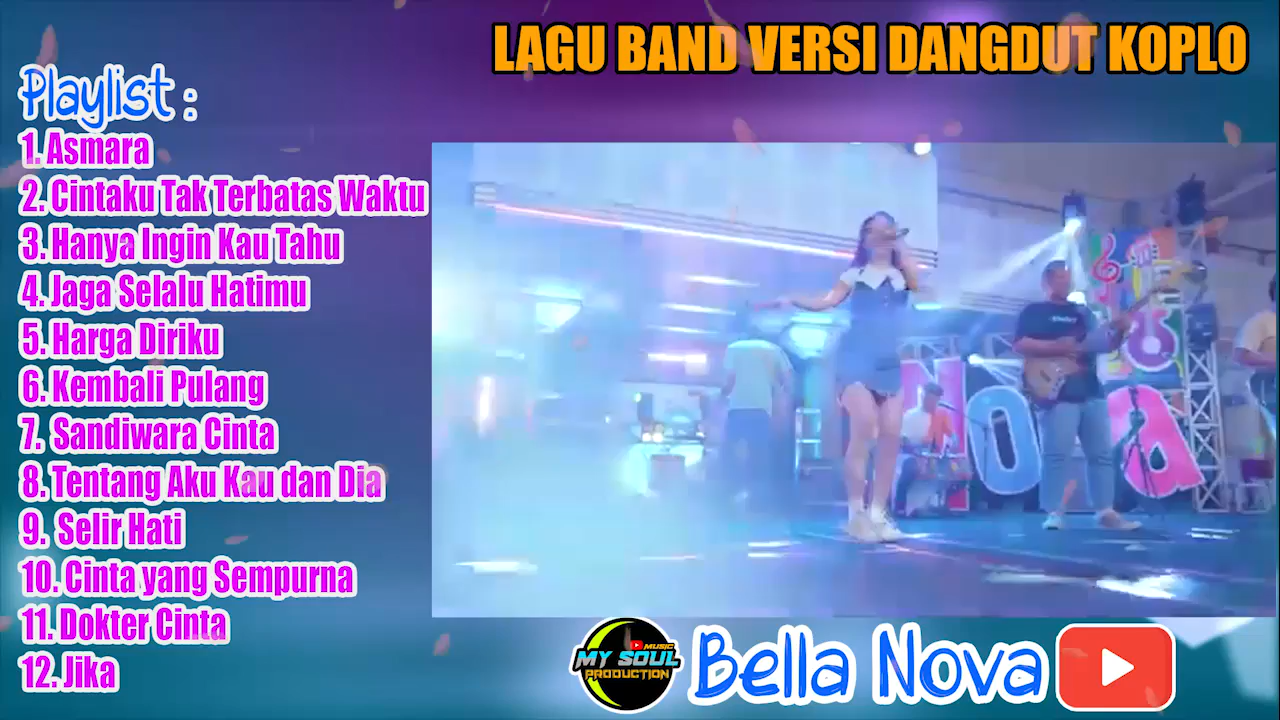 LAGU BAND VERSI DANGDUT KOPLO
Playlist :
1. Asmara
2. Cintaku Tak Terbatas Waktu
3. Hanya Ingin Kau Tahu
4. Jaga Selalu Hatimu
5. Harga Diriku
6. Kembali Pulang
7. Sandiwara Cinta
8. Tentang Aku Kau dan Dia
9. Selir Hati
10. Cinta yang Sempurna
11. Dokter Cinta
12. Jika
Nova
MUSIC
MY SOUL
PRODUCTION
Bella Nova